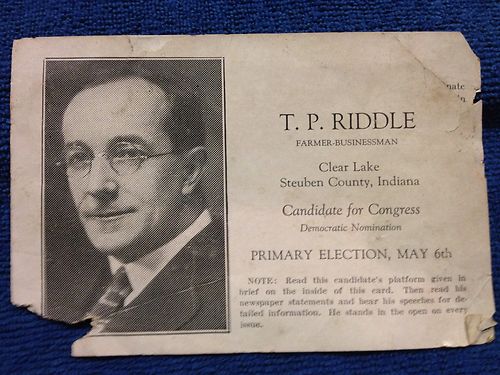 T. P. RIDDLE
FARMER-BUSINESSMAN
Clear Lake
Steuben County, Indiana
Candidate for Congress
Democratic Nomination
PRIMARY ELECTION, MAY 6th
NOTE: Read this candidate's platform given in
brief on the inside of this card. Then read his
newspaper statements and hear his speeches for de-
tailed information. He stands in the open on every
issue.